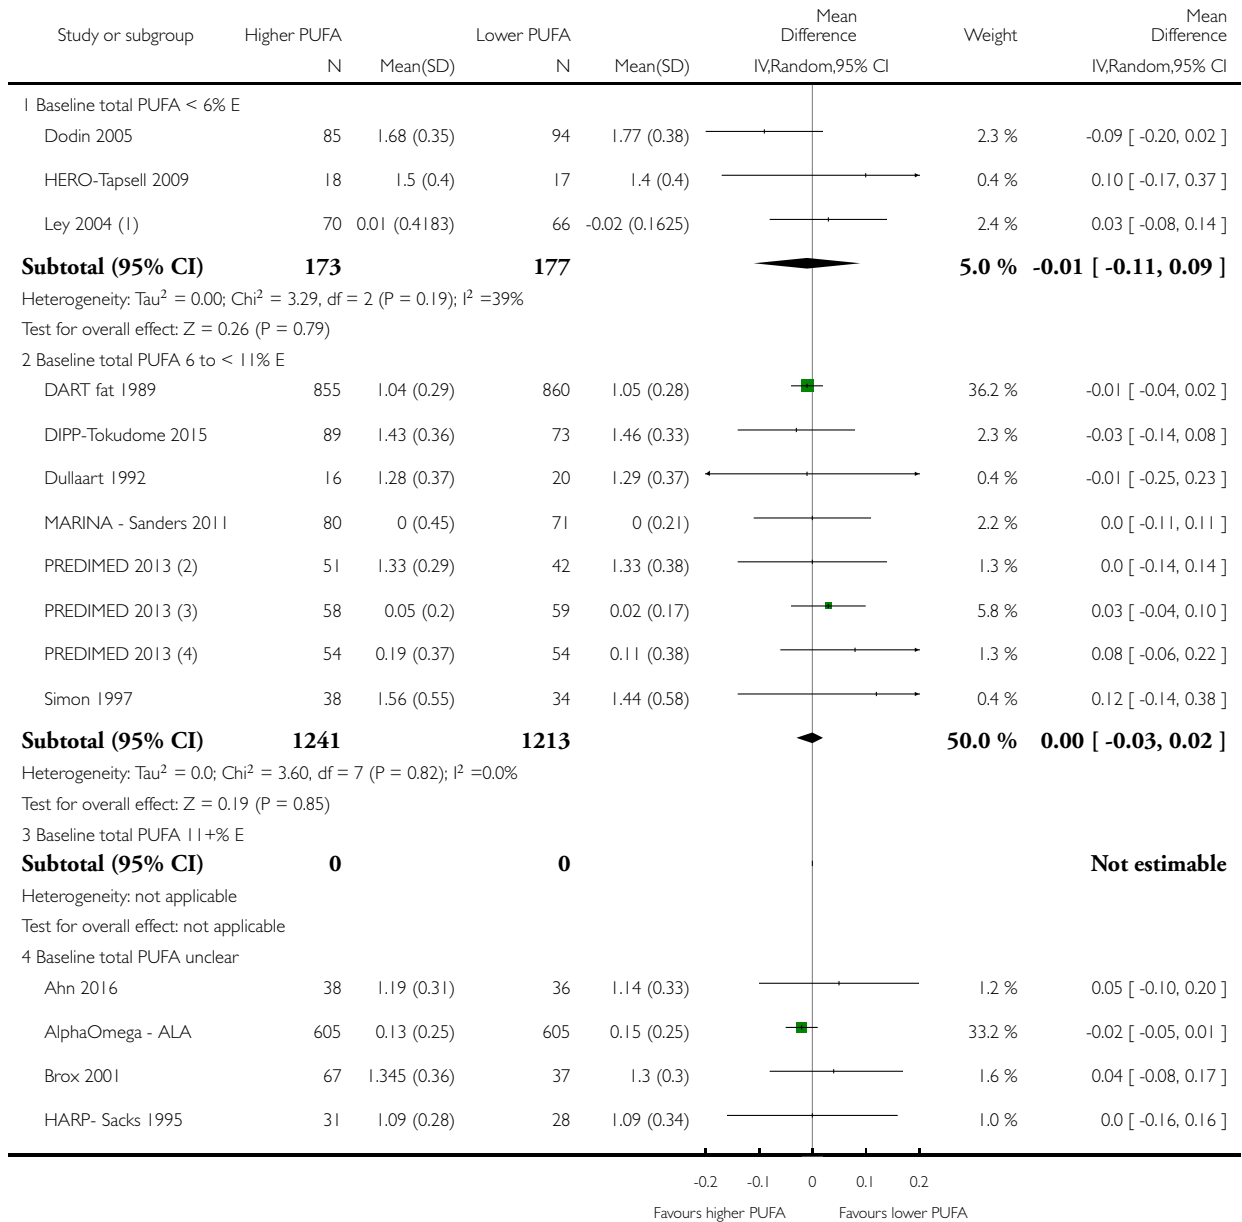 Study or subgroup Higher PUFA Lower PUFA Mean Difference Weight Mean Difference
N Mean(SD) N Mean(SD) IV,Random,95% CI IV,Random,95% CI
1 Baseline total PUFA < 6% E
Dodin 2005 85 1.68 (0.35) 94 1.77 (0.38) 2.3 % -0.09 [ -0.20, 0.02 ]
HERO-Tapsell 2009 18 1.5 (0.4) 17 1.4 (0.4) 0.4 % 0.10 [ -0.17, 0.37 ]
Ley 2004 (1) 70 0.01 (0.4183) 66 -0.02 (0.1625) 2.4 % 0.03 [ -0.08, 0.14 ]
Subtotal (95% CI) 173 177 5.0 % -0.01 [ -0.11, 0.09 ]
Heterogeneity: Tau² = 0.00; Chi² = 3.29, df = 2 (P = 0.19); I² =39%
Test for overall effect: Z = 0.26 (P = 0.79)
2 Baseline total PUFA 6 to < 11% E
DART fat 1989 855 1.04 (0.29) 860 1.05 (0.28) 36.2 % -0.01 [ -0.04, 0.02 ]
DIPP-Tokudome 2015 89 1.43 (0.36) 73 1.46 (0.33) 2.3 % -0.03 [ -0.14, 0.08 ]
Dullaart 1992 16 1.28 (0.37) 20 1.29 (0.37) 0.4 % -0.01 [ -0.25, 0.23 ]
MARINA - Sanders 2011 80 0 (0.45) 71 0 (0.21) 2.2 % 0.0 [ -0.11, 0.11 ]
PREDIMED 2013 (2) 51 1.33 (0.29) 42 1.33 (0.38) 1.3 % 0.0 [ -0.14, 0.14 ]
PREDIMED 2013 (3) 58 0.05 (0.2) 59 0.02 (0.17) 5.8 % 0.03 [ -0.04, 0.10 ]
PREDIMED 2013 (4) 54 0.19 (0.37) 54 0.11 (0.38) 1.3 % 0.08 [ -0.06, 0.22 ]
Simon 1997 38 1.56 (0.55) 34 1.44 (0.58) 0.4 % 0.12 [ -0.14, 0.38 ]
Subtotal (95% CI) 1241 1213 50.0 % 0.00 [ -0.03, 0.02 ]
Heterogeneity: Tau² = 0.0; Chi² = 3.60, df = 7 (P = 0.82); I² =0.0%
Test for overall effect: Z = 0.19 (P = 0.85)
3 Baseline total PUFA 11+% E
Subtotal (95% CI) 0 0 Not estimable
Heterogeneity: not applicable
Test for overall effect: not applicable
4 Baseline total PUFA unclear
Ahn 2016 38 1.19 (0.31) 36 1.14 (0.33) 1.2 % 0.05 [ -0.10, 0.20 ]
AlphaOmega - ALA 605 0.13 (0.25) 605 0.15 (0.25) 33.2 % -0.02 [ -0.05, 0.01 ]
Brox 2001 67 1.345 (0.36) 37 1.3 (0.3) 1.6 % 0.04 [ -0.08, 0.17 ]
HARP- Sacks 1995 31 1.09 (0.28) 28 1.09 (0.34) 1.0 % 0.0 [ -0.16, 0.16 ]
-0.2 -0.1 0 0.1 0.2
Favours higher PUFA Favours lower PUFA